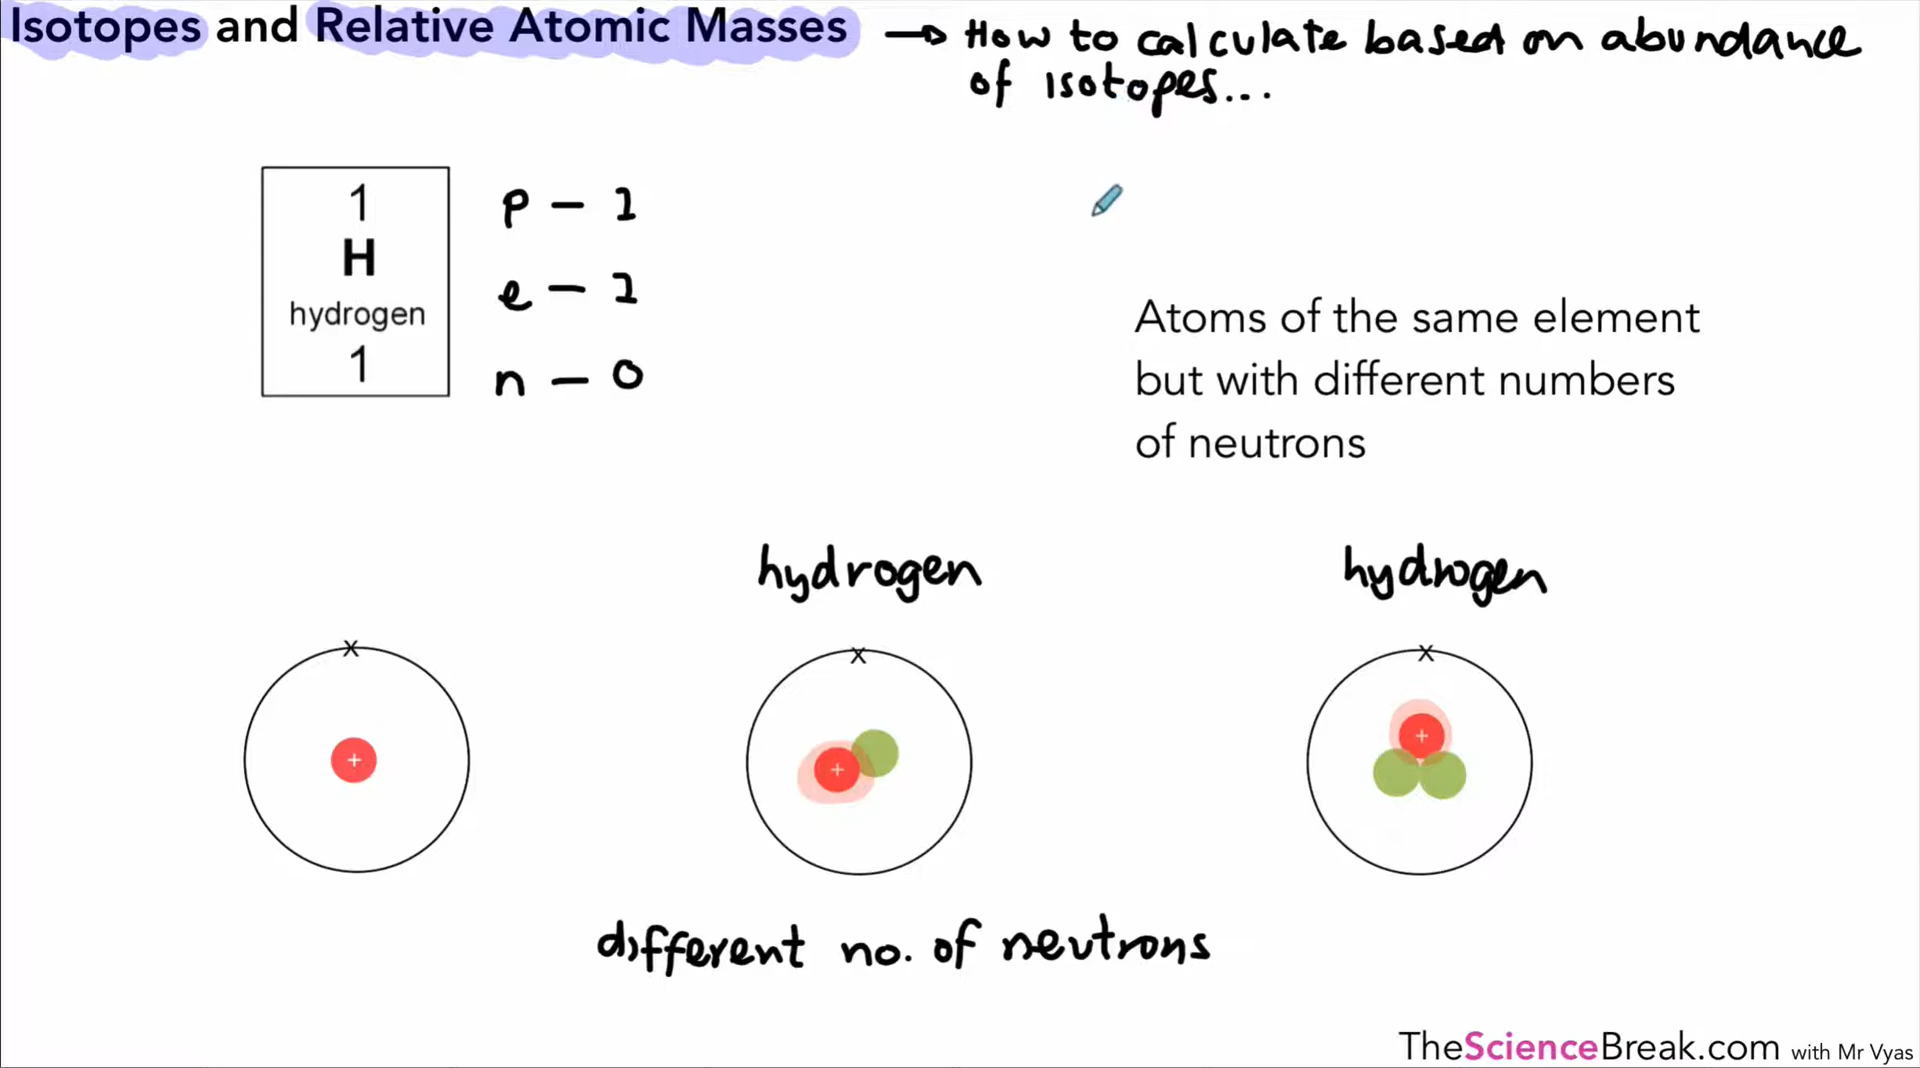 Isotopes and Relative Atomic Masses → How to calculate based on abundance
of isotopes...
1
H
hydrogen
1
p – 1
e – 1
n – 0
Atoms of the same element
but with different numbers
of neutrons
hydrogen
hydrogen
x
+
x
+
x
+
different no. of neutrons
TheScienceBreak.com with Mr Vyas